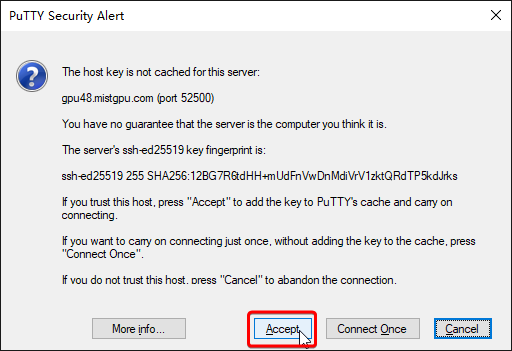 PuTTY Security Alert
The host key is not cached for this server:
gpu48.mistgpu.com (port 52500)
You have no guarantee that the server is the computer you think it is.
The server's ssh-ed25519 key fingerprint is:
ssh-ed25519 255 SHA256:12BG7R6tdHH+mUdFnVwDnMdiVrV1zktQRdTP5kdJrks
If you trust this host, press "Accept" to add the key to PuTTY's cache and carry on
connecting.
If you want to carry on connecting just once, without adding the key to the cache, press
"Connect Once".
If you do not trust this host, press "Cancel" to abandon the connection.
More info...
Accept
Connect Once
Cancel